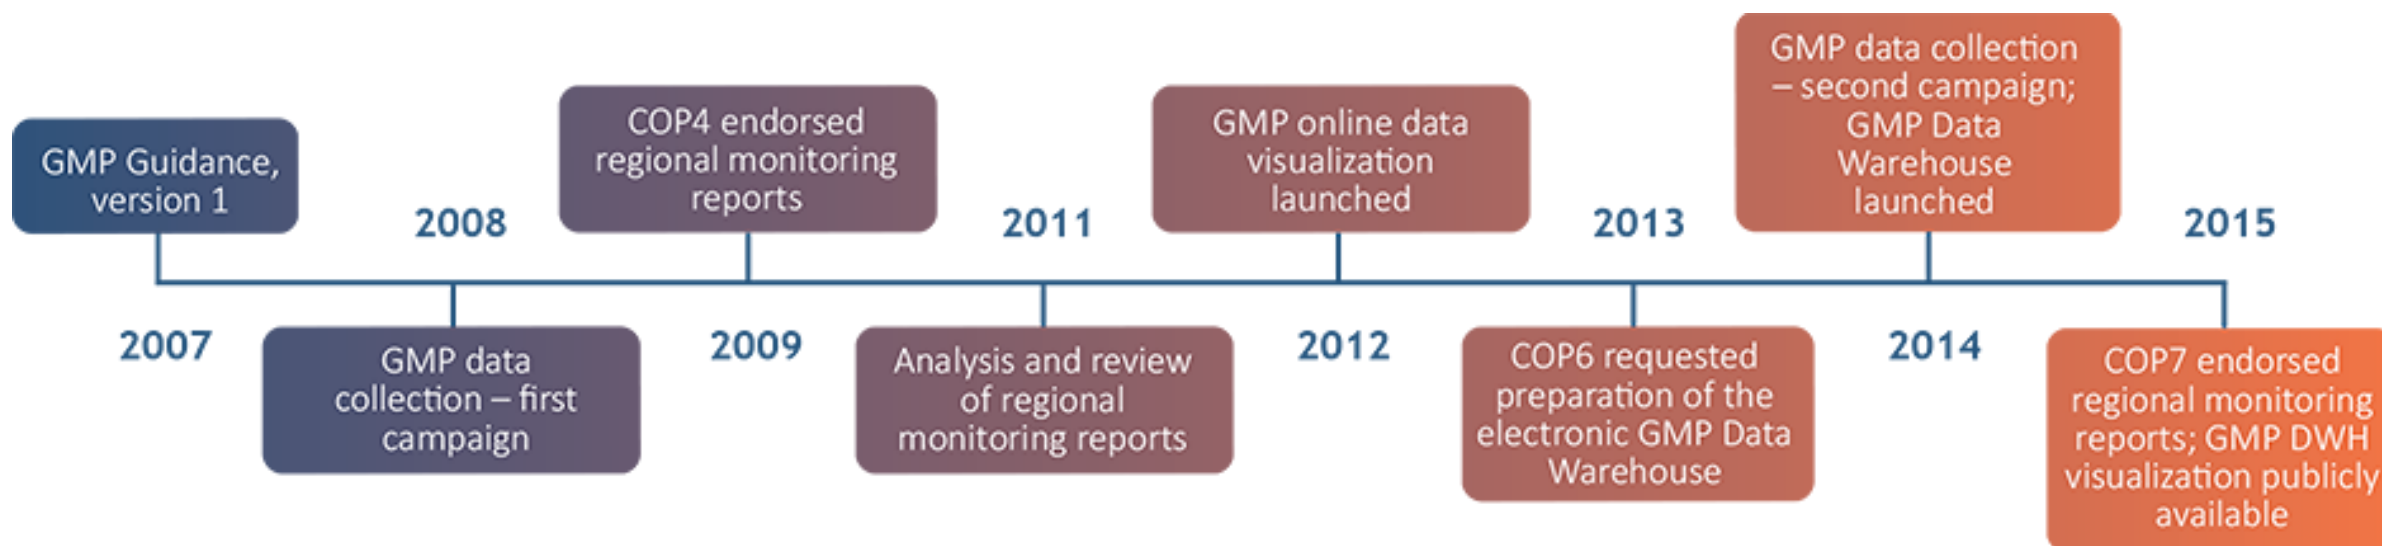 GMP Guidance,
version 1
2007
2008
GMP data
collection – first
campaign
COP4 endorsed
regional monitoring
reports
2009
2011
Analysis and review
of regional
monitoring reports
GMP online data
visualization
launched
2012
2013
COP6 requested
preparation of the
electronic GMP Data
Warehouse
GMP data collection
– second campaign;
GMP Data
Warehouse
launched
2014
2015
COP7 endorsed
regional monitoring
reports; GMP DWH
visualization publicly
available